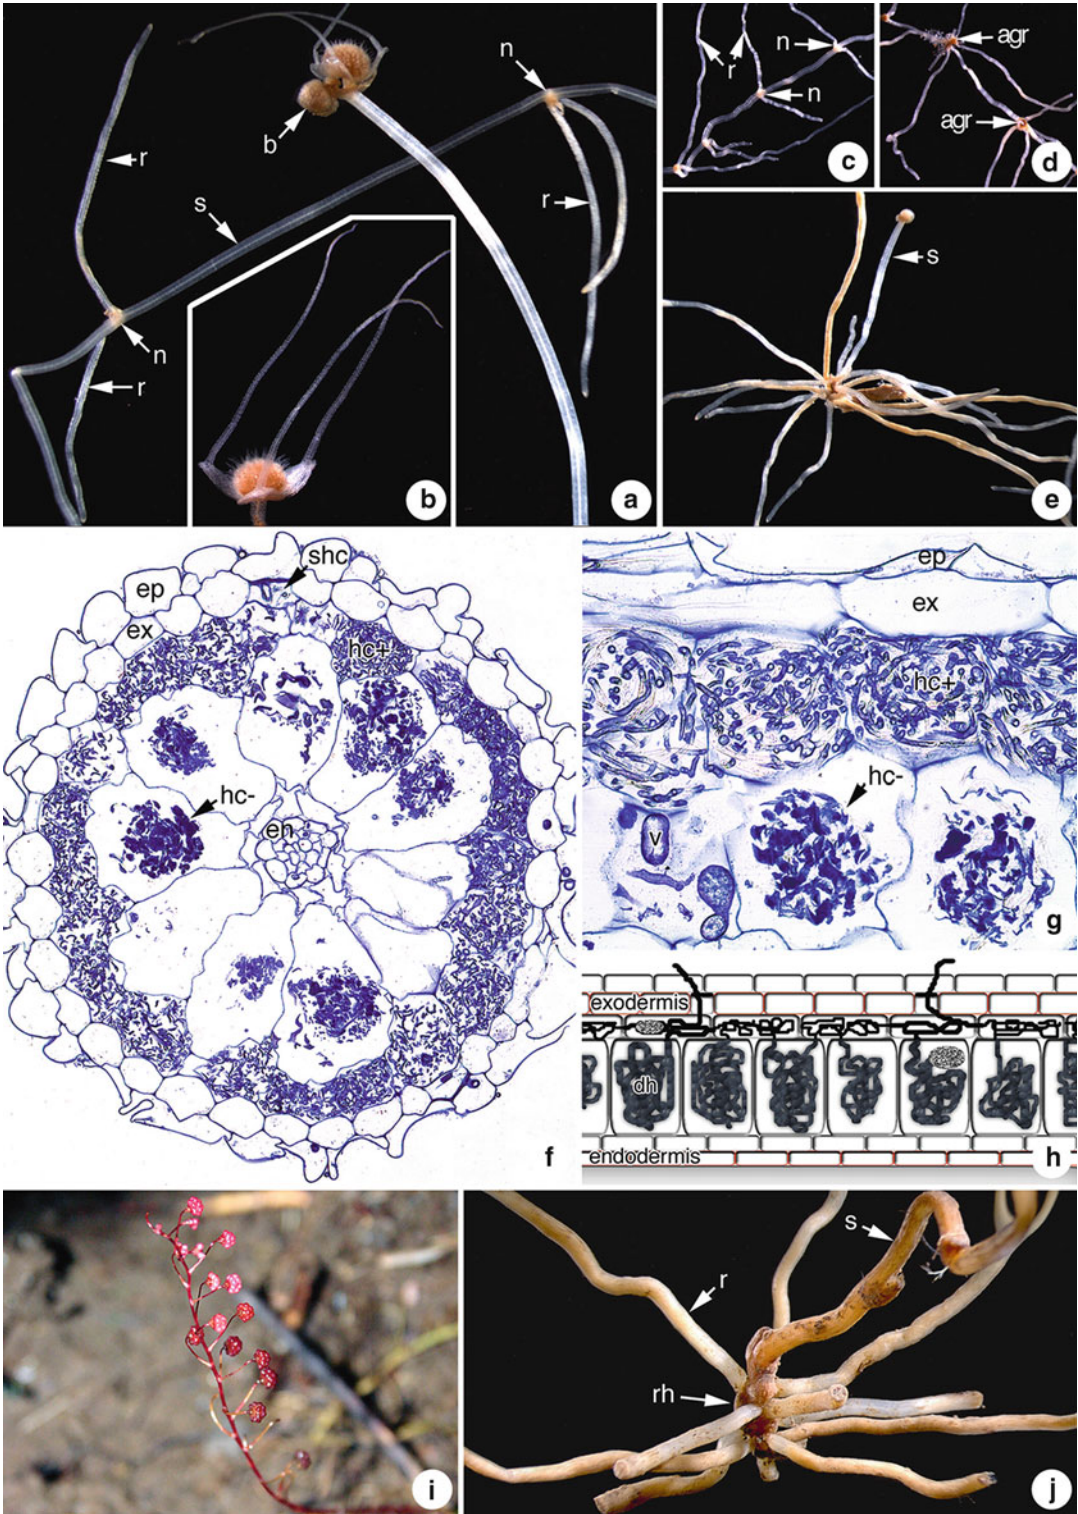 n
b
r
s
r
n
r
b
a
n
r
n
c
agr
agr
d
s
e
shc
ep
ex
hc+
hc-
en
f
ep
ex
hc+
hc-
v
g
exodermis
dh
endodermis
h
i
s
r
rh
j